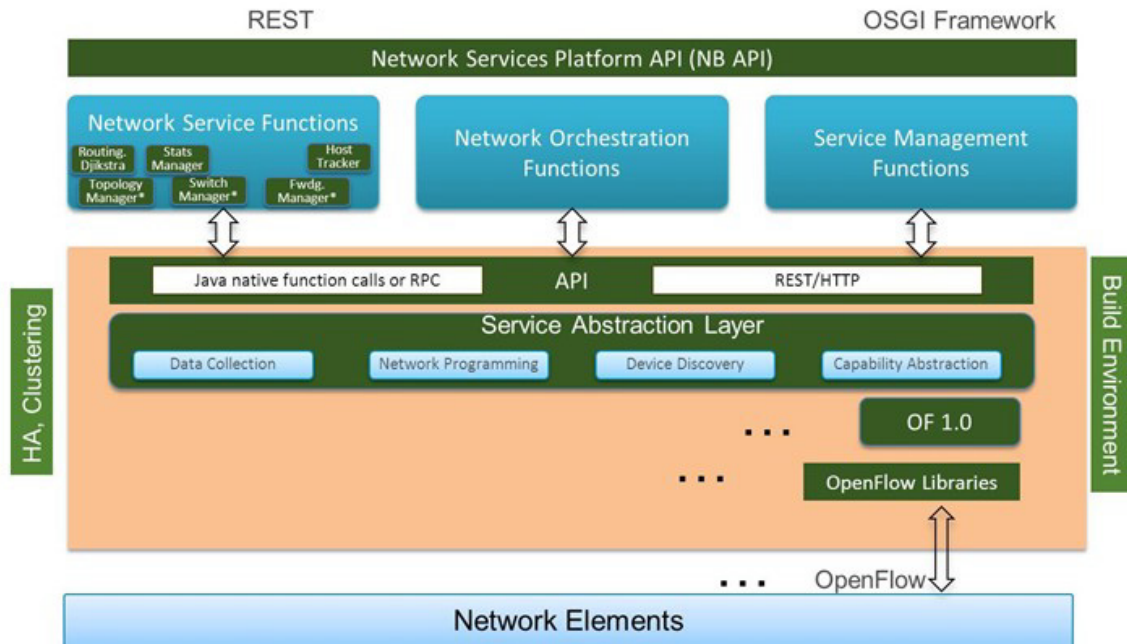 REST
OSGI Framework
Network Services Platform API (NB API)
Network Service Functions
Routing.
Djikstra
Stats
Manager
Host
Tracker
Topology
Manager*
Switch
Manager*
Fwdg.
Manager*
Network Orchestration
Functions
Service Management
Functions
HA, Clustering
Build Environment
Java native function calls or RPC
API
REST/HTTP
Service Abstraction Layer
Data Collection
Network Programming
Device Discovery
Capability Abstraction
...
OF 1.0
...
OpenFlow Libraries
...
OpenFlow
Network Elements